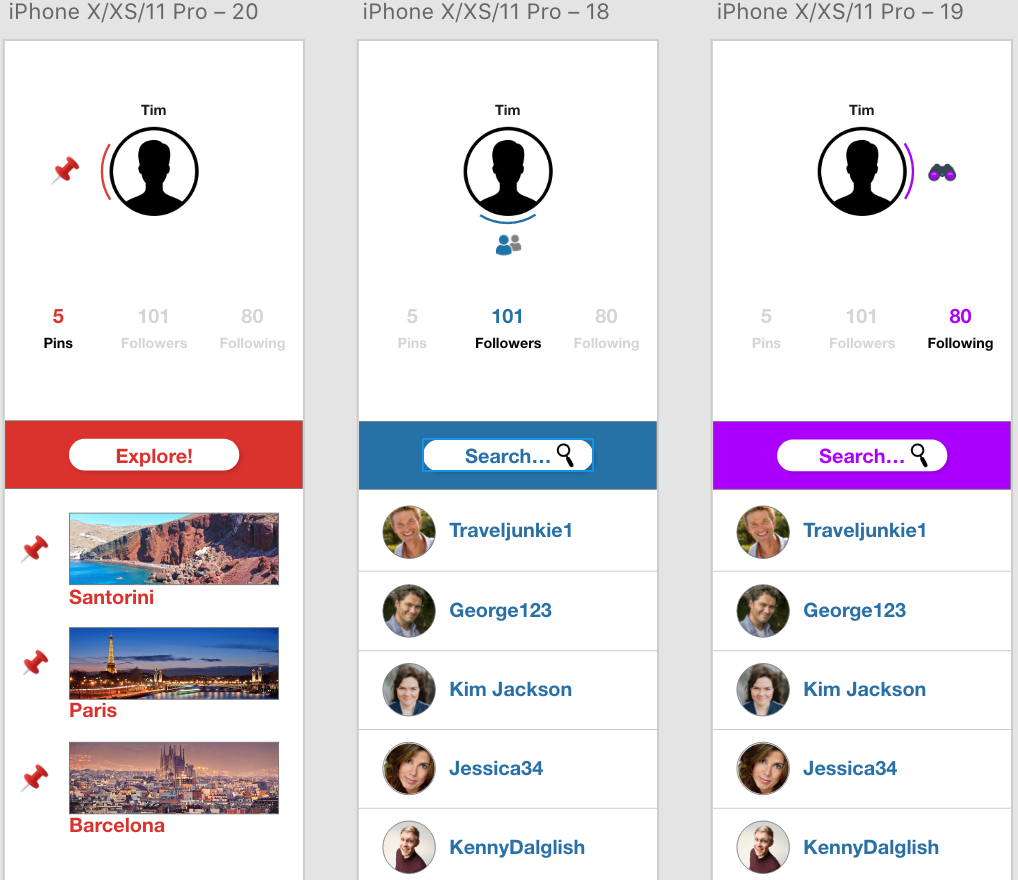 iPhone X/XS/11 Pro – 20
Tim
5 101 80
Pins Followers Following
Explore!
Santorini
Paris
Barcelona
iPhone X/XS/11 Pro – 18
Tim
5 101 80
Pins Followers Following
Search...
Traveljunkie1
George123
Kim Jackson
Jessica34
KennyDalglish
iPhone X/XS/11 Pro – 19
Tim
5 101 80
Pins Followers Following
Search...
Traveljunkie1
George123
Kim Jackson
Jessica34
KennyDalglish